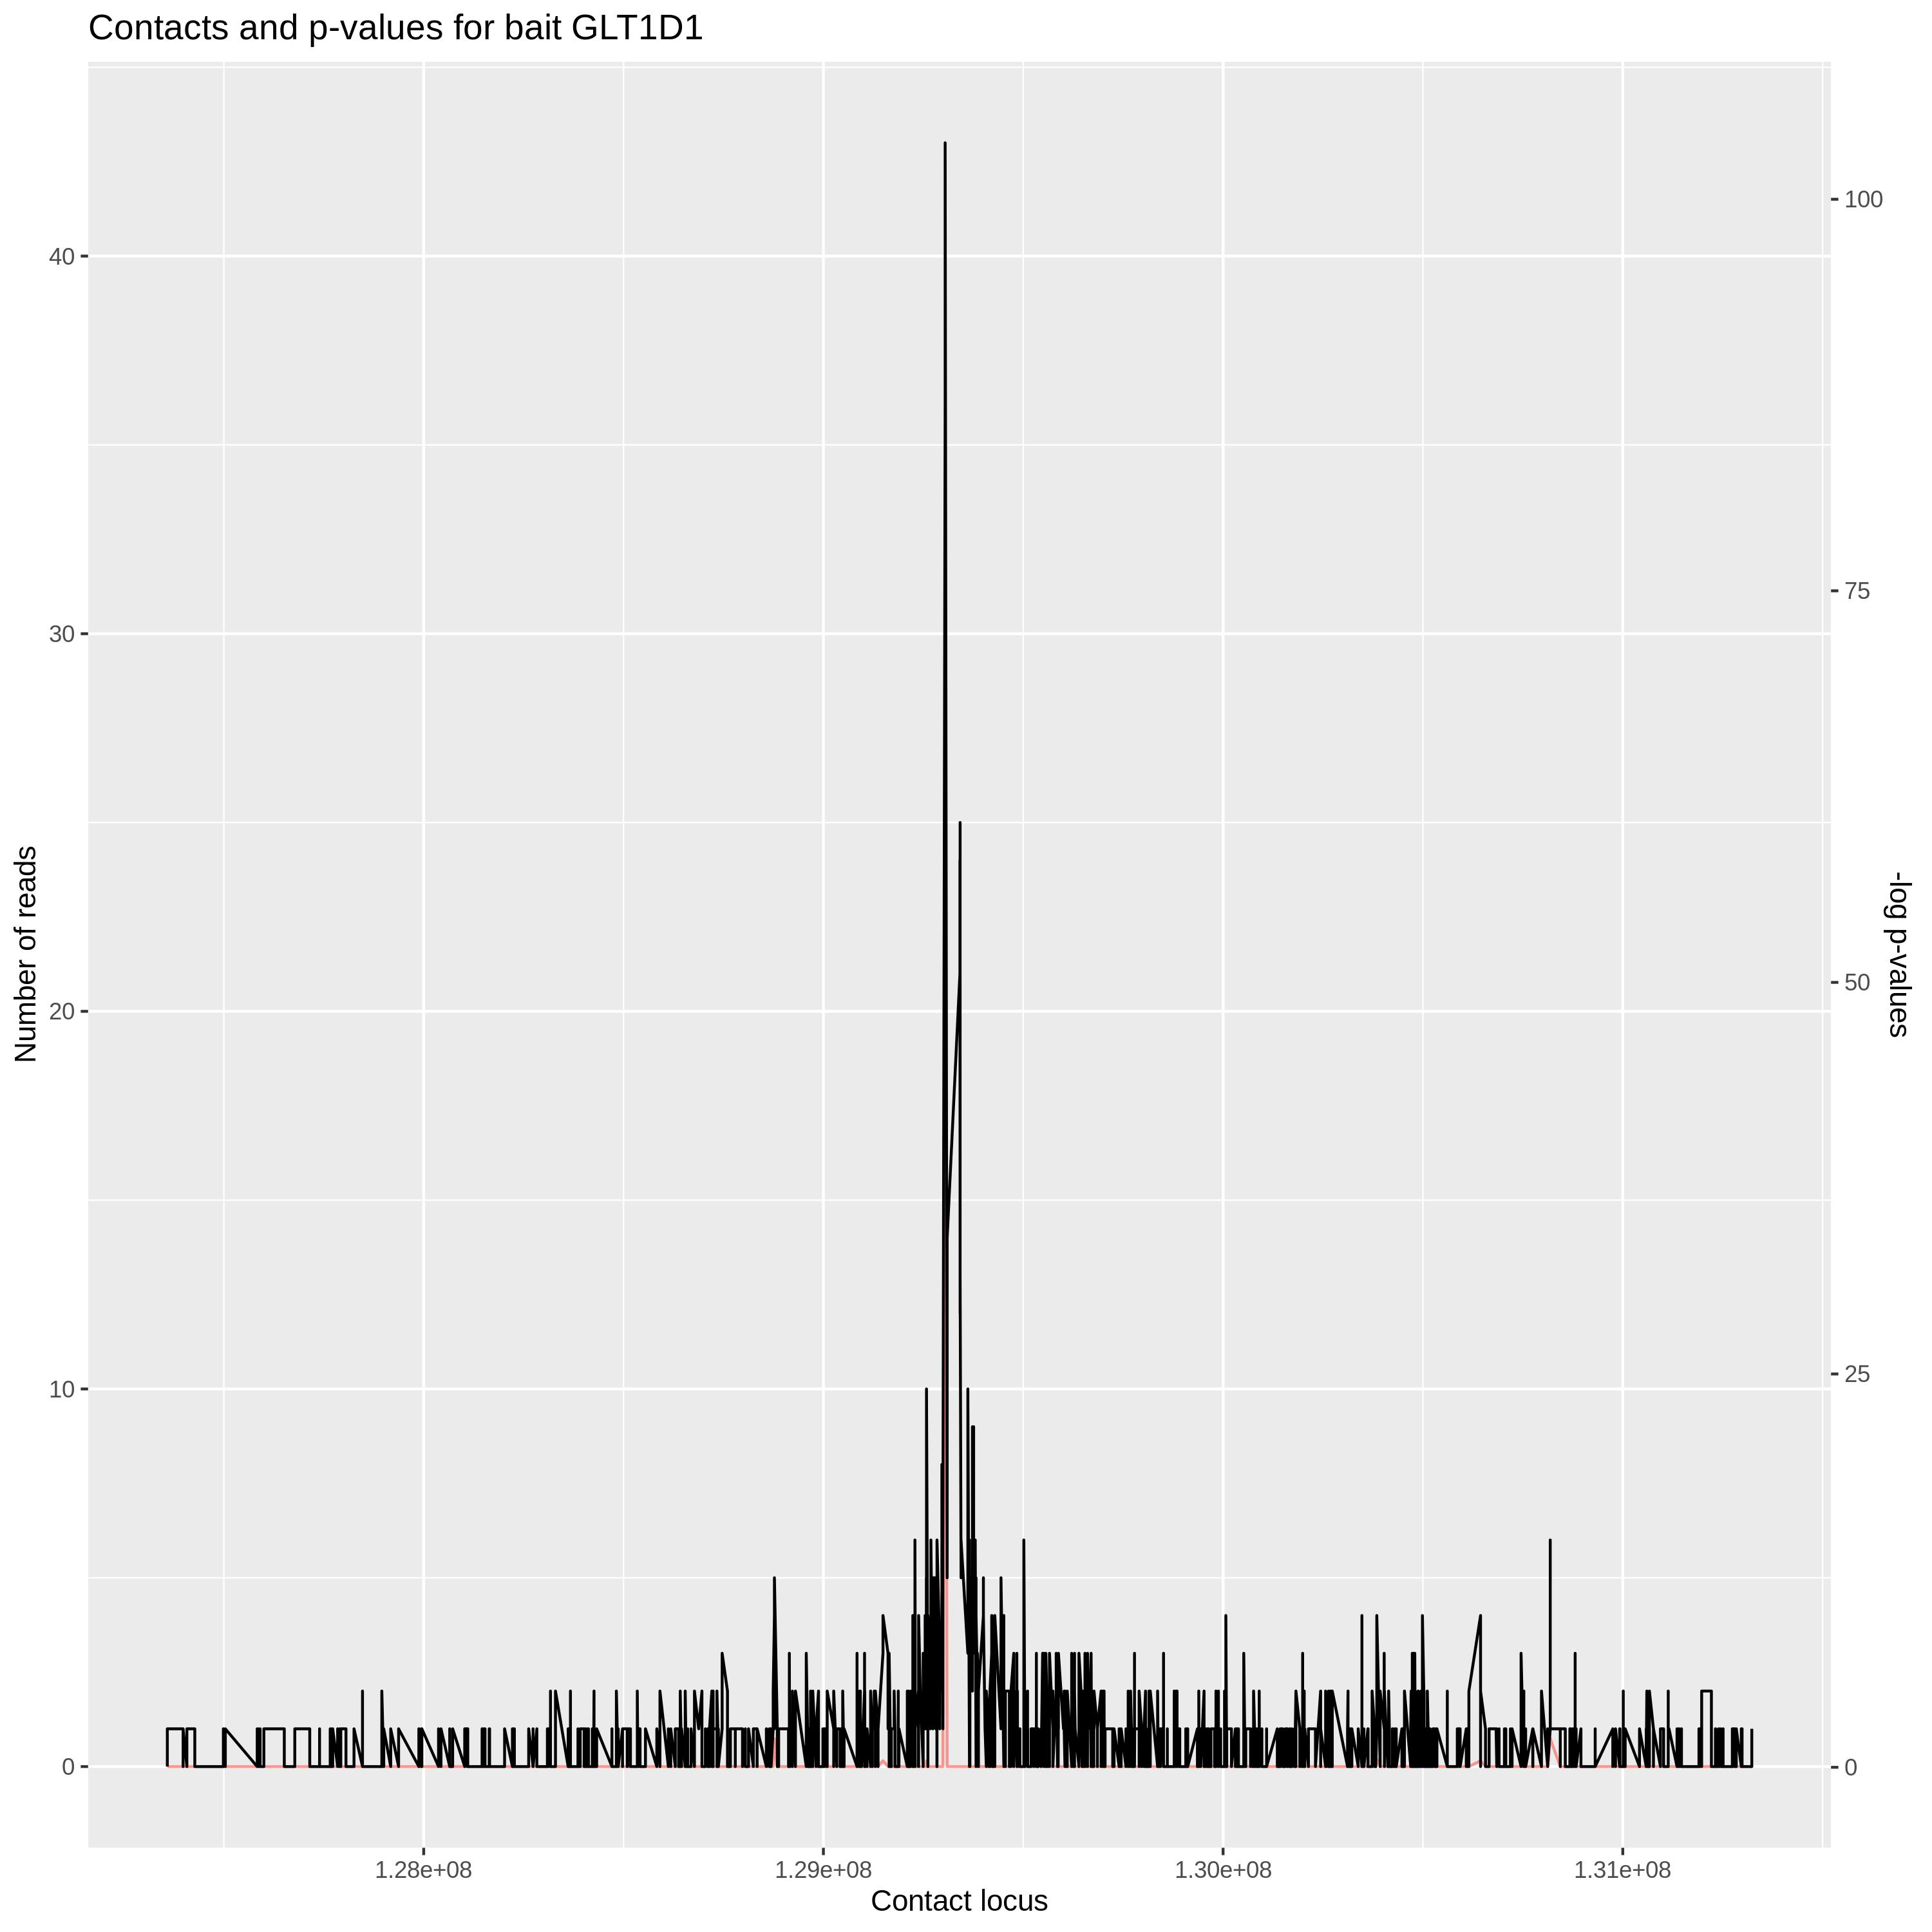 Contacts and p-values for bait GLT1D1
Number of reads
40
30
20
10
0
100
75
50
25
0
-log p-values
1.28e+08
1.29e+08
1.30e+08
1.31e+08
Contact locus